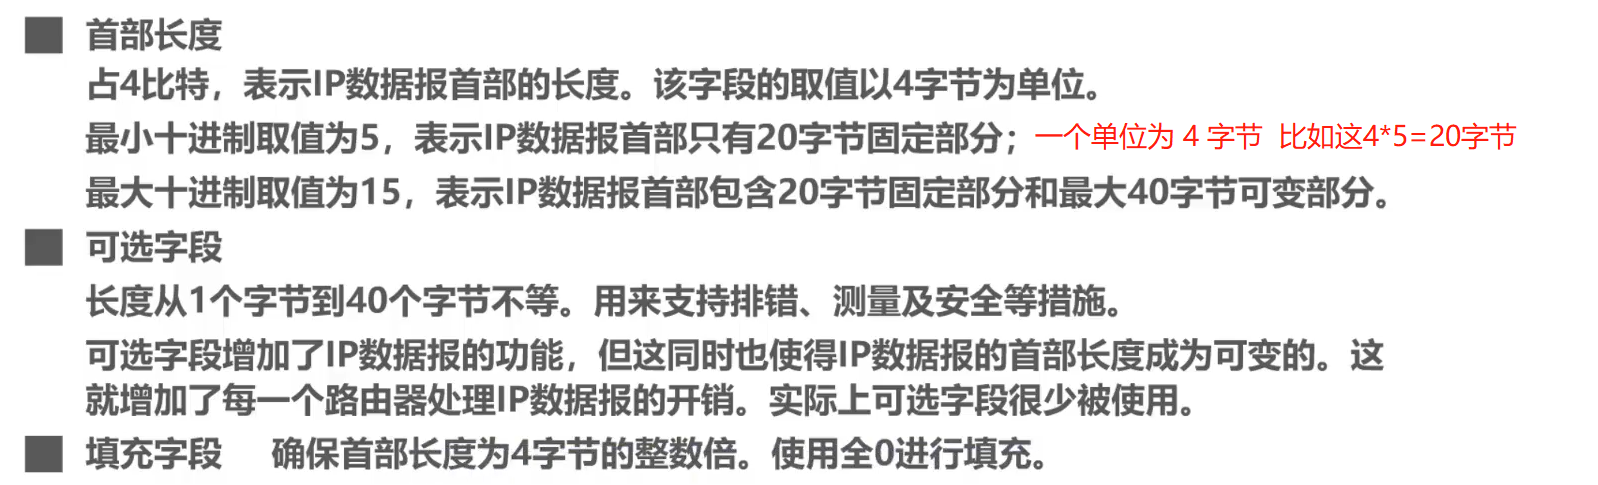 首部长度
占4比特，表示IP数据报首部的长度。该字段的取值以4字节为单位。
最小十进制取值为5，表示IP数据报首部只有20字节固定部分；一个单位为 4 字节  比如这4*5=20字节
最大十进制取值为15，表示IP数据报首部包含20字节固定部分和最大40字节可变部分。
可选字段
长度从1个字节到40个字节不等。用来支持排错、测量及安全等措施。
可选字段增加了IP数据报的功能，但这同时也使得IP数据报的首部长度成为可变的。这
就增加了每一个路由器处理IP数据报的开销。实际上可选字段很少被使用。
填充字段 确保首部长度为4字节的整数倍。使用全0进行填充。